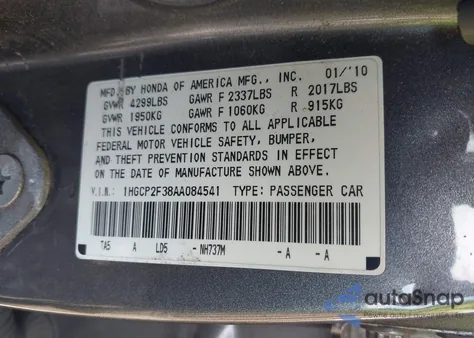 MFD. BY HONDA OF AMERICA MFG., INC. 01/'10
GVWR 4299LBS GAWR F 2337LBS R 2017LBS
GVWR 1950KG GAWR F 1060KG R 915KG
THIS VEHICLE CONFORMS TO ALL APPLICABLE
FEDERAL MOTOR VEHICLE SAFETY, BUMPER,
AND THEFT PREVENTION STANDARDS IN EFFECT
ON THE DATE OF MANUFACTURE SHOWN ABOVE.
V.I.N.: 1HGCP2F38AA084541 TYPE: PASSENGER CAR
TA5 A LD5 -NH737M -A -A
autoSnap